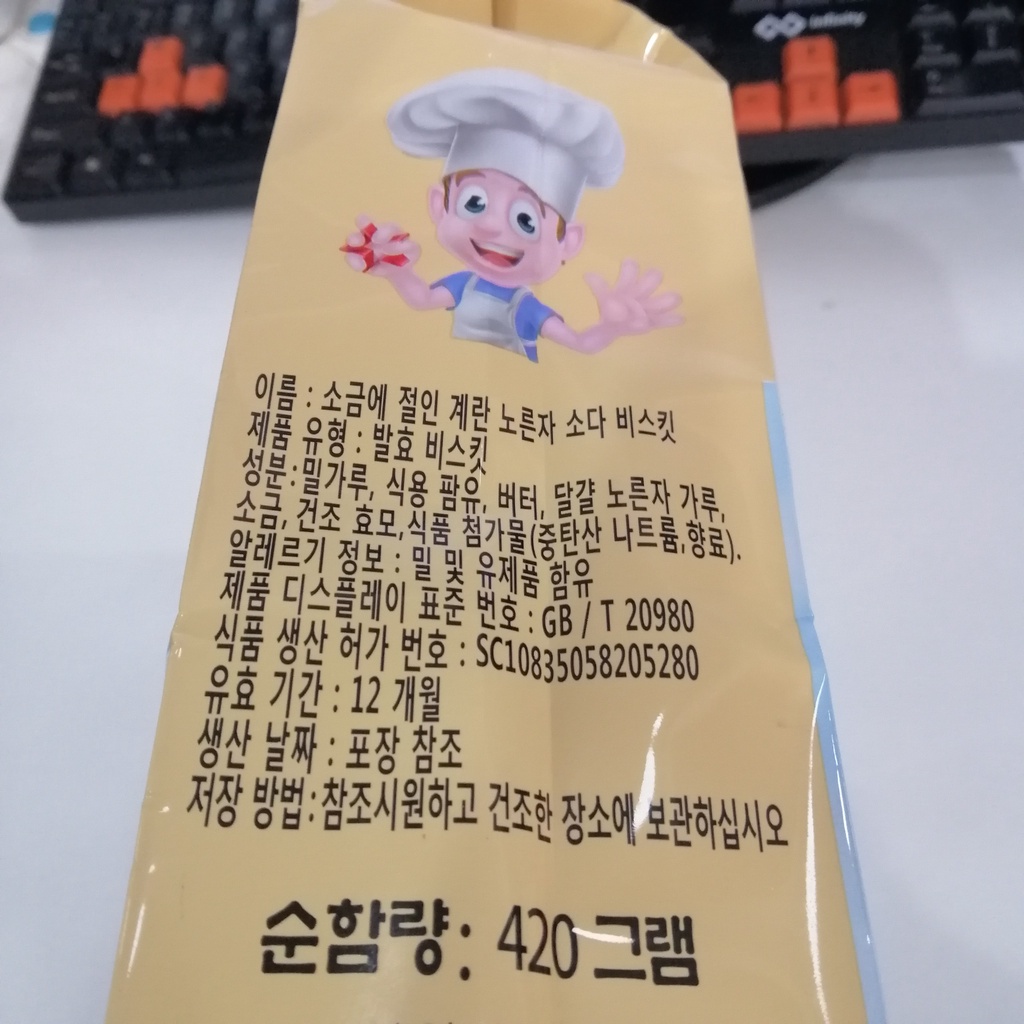 infinity
이름 : 소금에 절인 계란 노른자 소다 비스킷
제품 유형 : 발효 비스킷
성분:밀가루, 식용 팜유, 버터, 달걀 노른자 가루,
소금, 건조 효모,식품 첨가물(중탄산 나트륨,향료).
알레르기 정보 : 밀 및 유제품 함유
제품 디스플레이 표준 번호 : GB / T 20980
식품 생산 허가 번호 : SC10835058205280
유효 기간 : 12 개월
생산 날짜 : 포장 참조
저장 방법:참조시원하고 건조한 장소에 보관하십시오
순함량: 420 그램